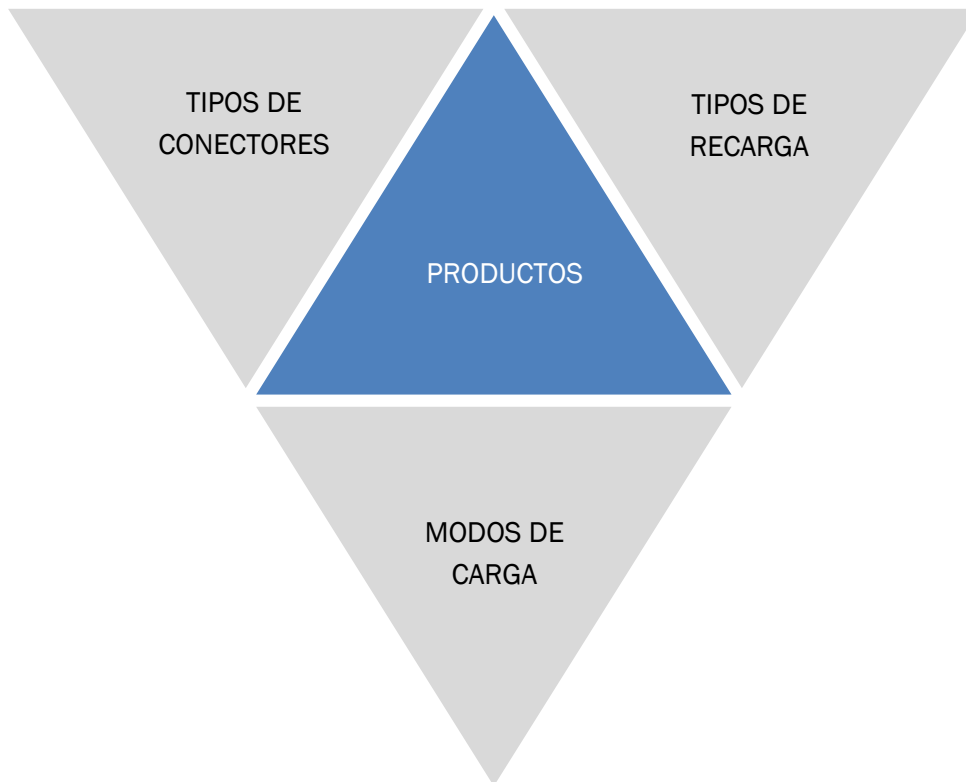 TIPOS DE
CONECTORES
TIPOS DE
RECARGA
PRODUCTOS
MODOS DE
CARGA